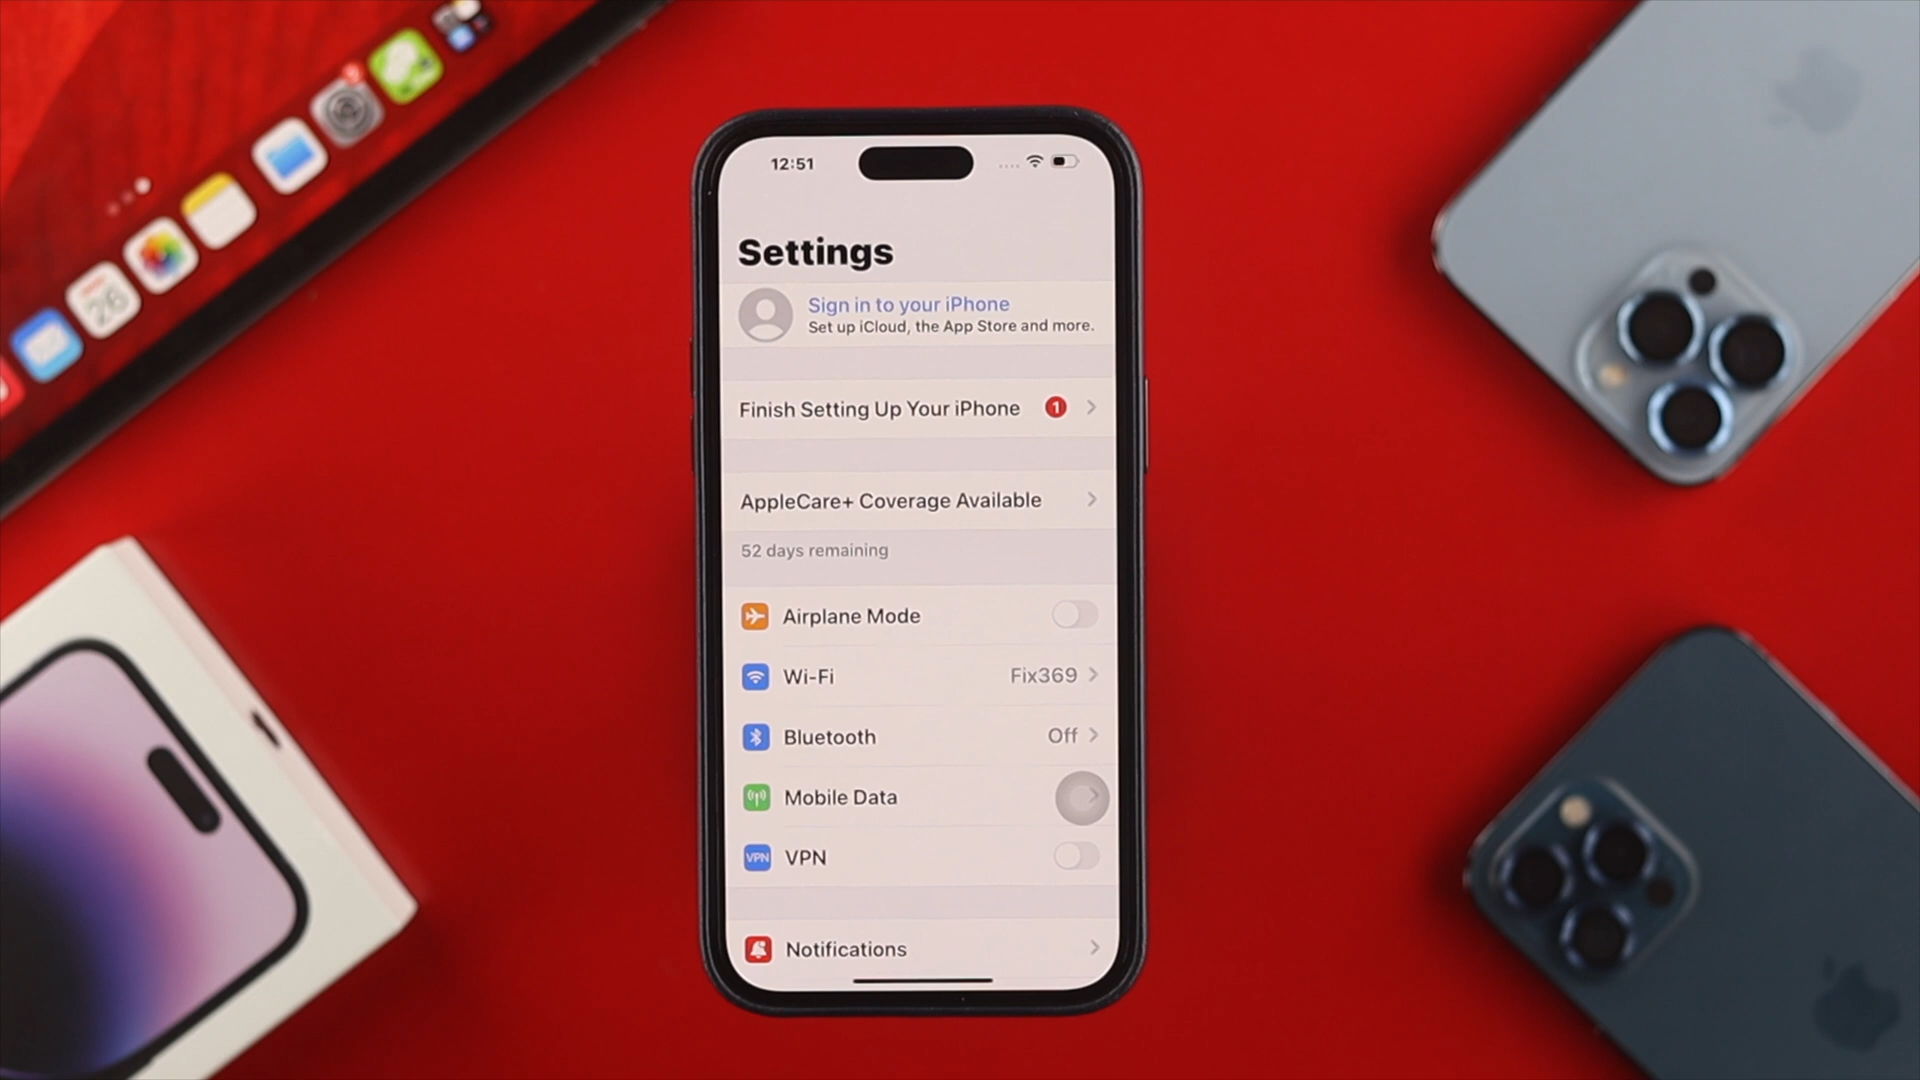 12:51
Settings
Sign in to your iPhone
Set up iCloud, the App Store and more.
Finish Setting Up Your iPhone 1
AppleCare+ Coverage Available
52 days remaining
Airplane Mode
Wi-Fi Fix369
Bluetooth Off
Mobile Data
VPN VPN
Notifications
26